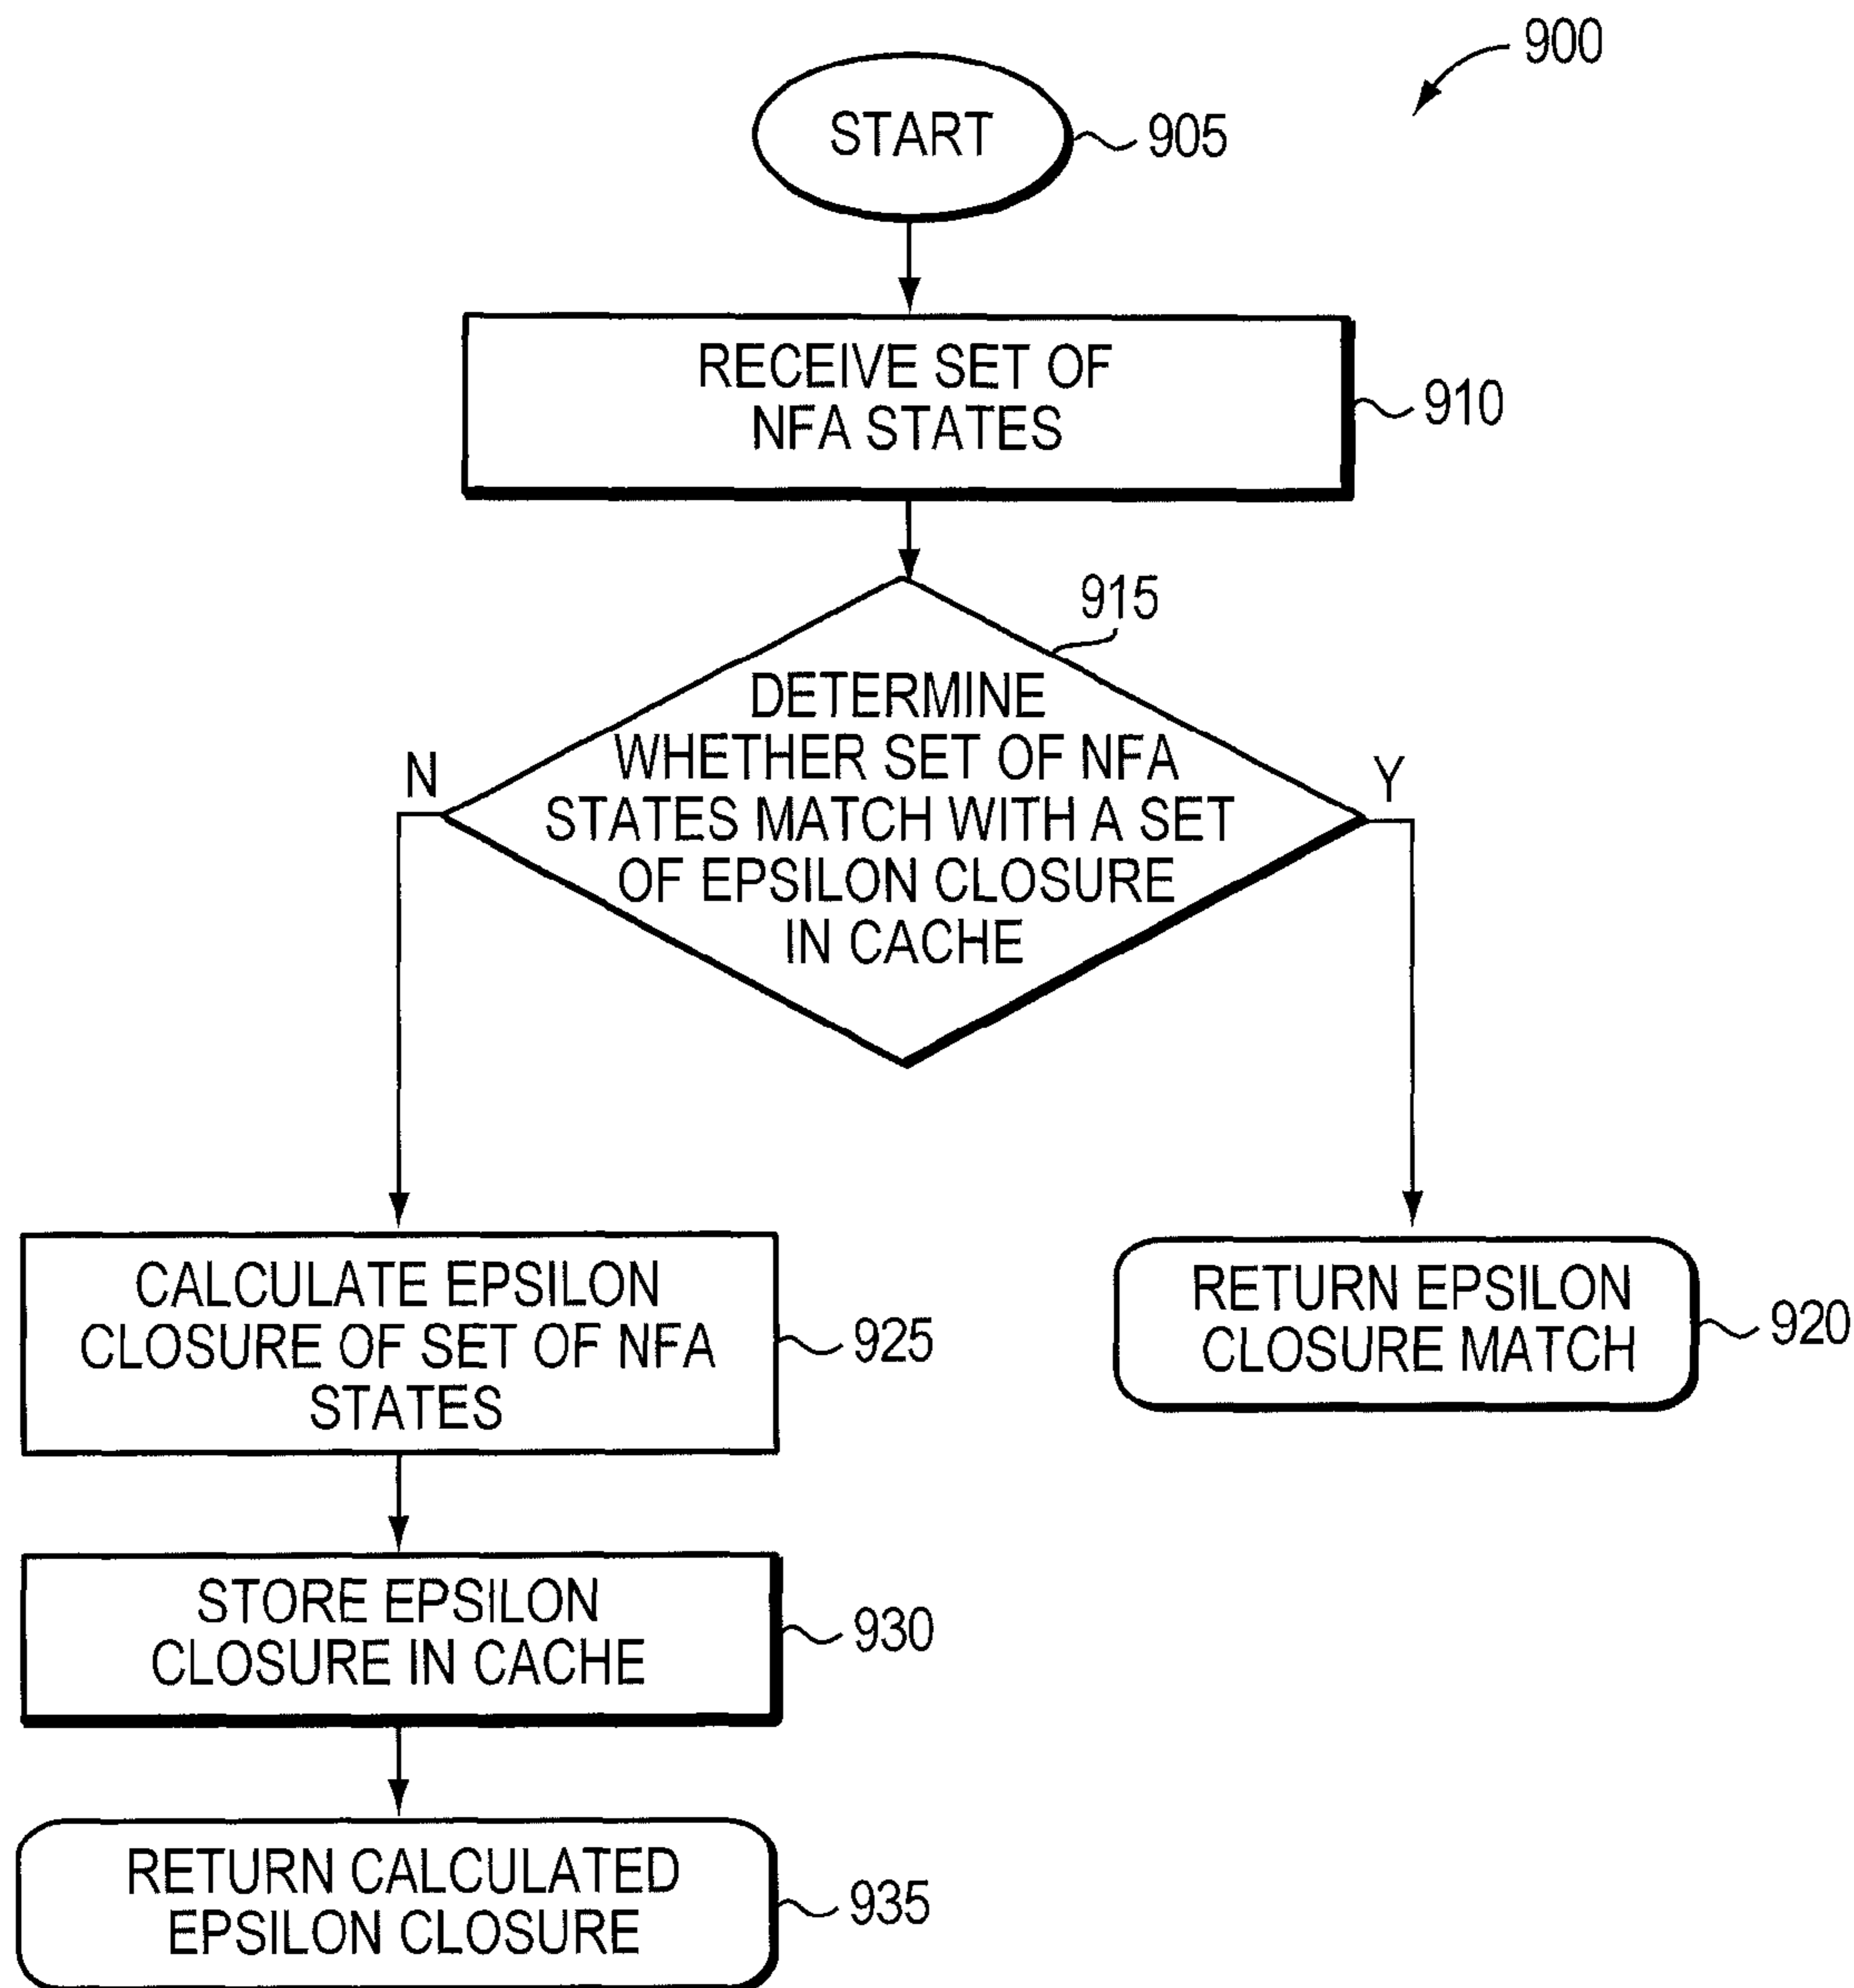 900
START
905
RECEIVE SET OF
NFA STATES
910
915
DETERMINE
WHETHER SET OF NFA
STATES MATCH WITH A SET
OF EPSILON CLOSURE
IN CACHE
N
Y
CALCULATE EPSILON
CLOSURE OF SET OF NFA
STATES
925
RETURN EPSILON
CLOSURE MATCH
920
STORE EPSILON
CLOSURE IN CACHE
930
RETURN CALCULATED
EPSILON CLOSURE
935